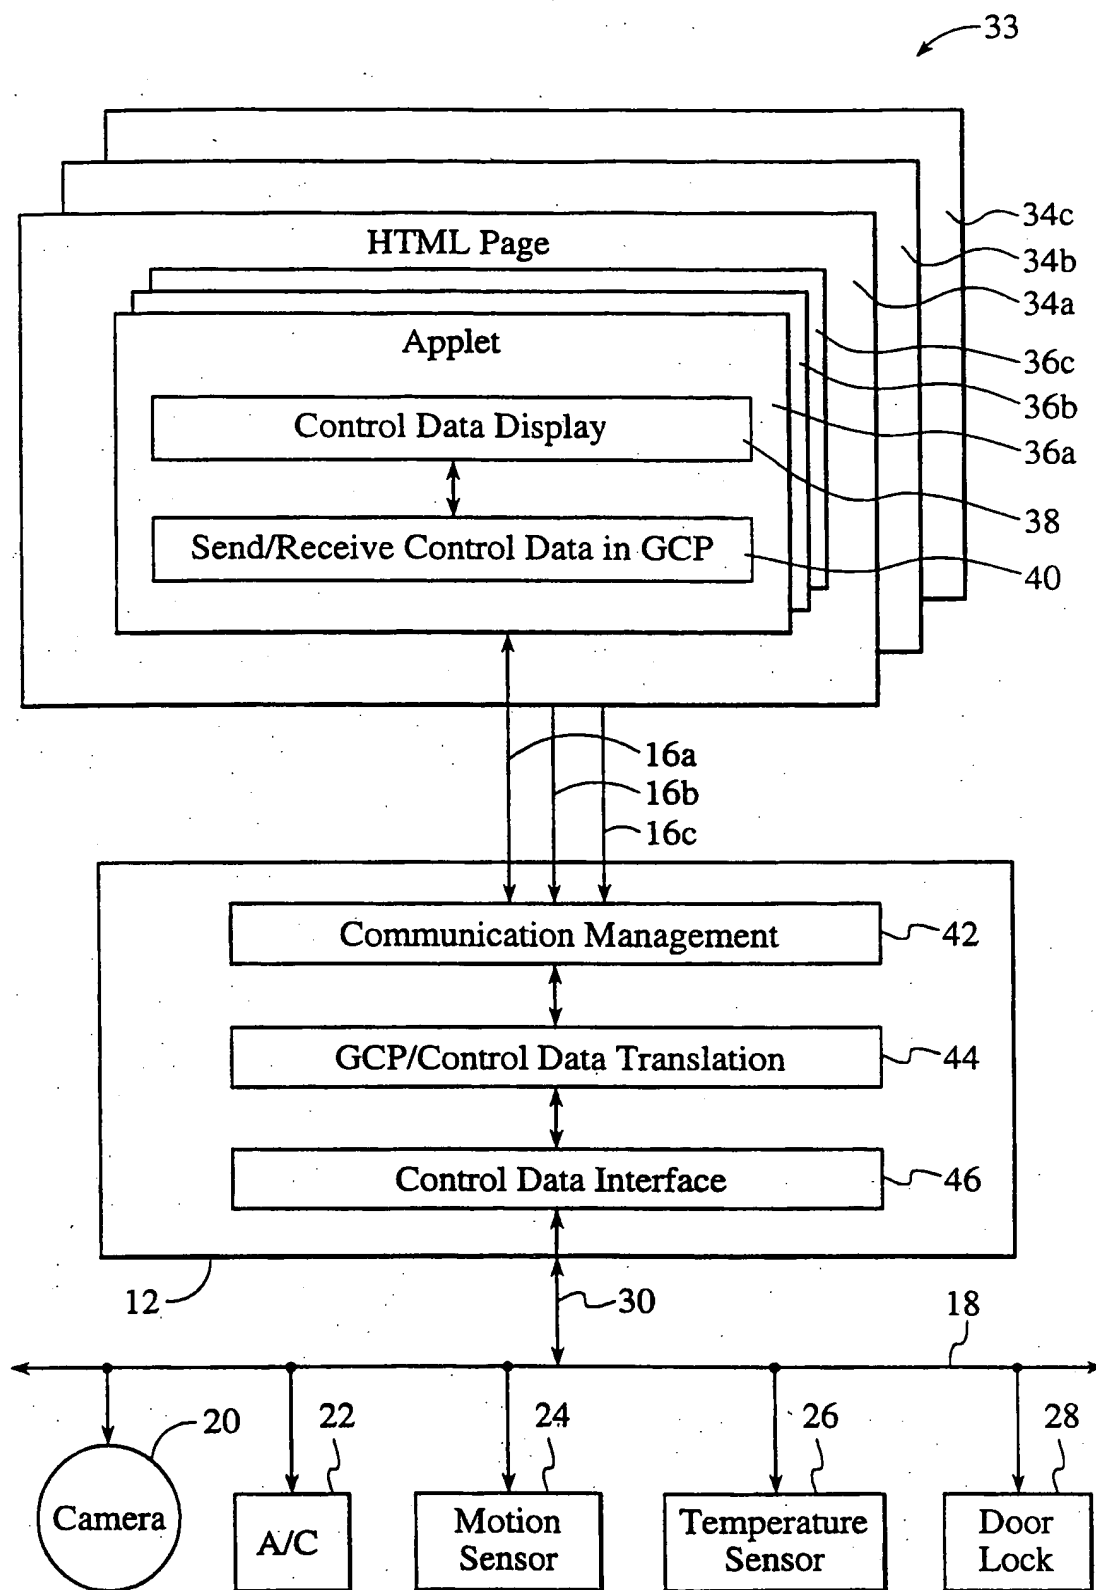 33
34c
HTML Page
34b
34a
Applet
36c
36b
Control Data Display
36a
38
Send/Receive Control Data in GCP
40
16a
16b
16c
Communication Management
42
GCP/Control Data Translation
44
Control Data Interface
46
12
30
18
20
22
24
26
28
Camera
A/C
Motion
Sensor
Temperature
Sensor
Door
Lock